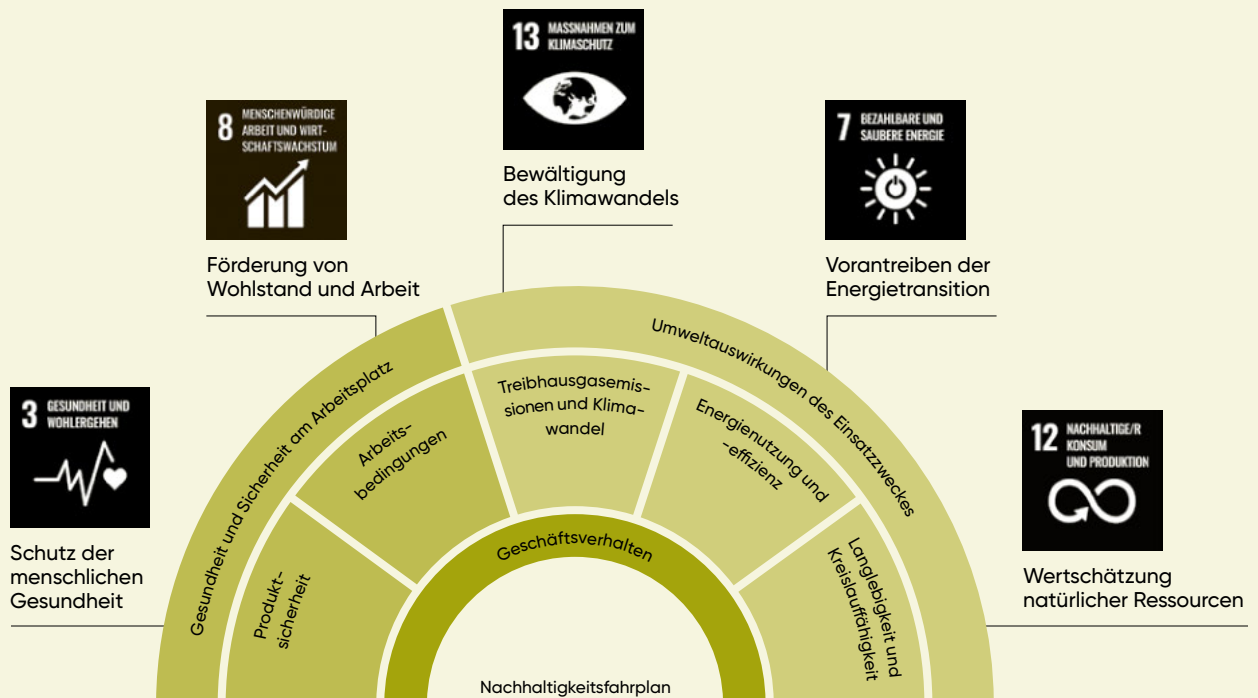 13 MASSNAHMEN ZUM
KLIMASCHUTZ
Bewältigung
des Klimawandels
8 MENSCHENWÜRDIGE
ARBEIT UND WIRT-
SCHAFTSWACHSTUM
Förderung von
Wohlstand und Arbeit
7 BEZAHLBARE UND
SAUBERE ENERGIE
Vorantreiben der
Energietransition
3 GESUNDHEIT UND
WOHLERGEHEN
Schutz der
menschlichen
Gesundheit
12 NACHHALTIGE/R
KONSUM
UND PRODUKTION
Wertschätzung
natürlicher Ressourcen
Gesundheit und Sicherheit am Arbeitsplatz
Umweltauswirkungen des Einsatzzweckes
Produkt-
sicherheit
Arbeits-
bedingungen
Treibhausgasemis-
sionen und Klima-
wandel
Energienutzung und
-effizienz
Langlebigkeit und
Kreislauffähigkeit
Geschäftsverhalten
Nachhaltigkeitsfahrplan